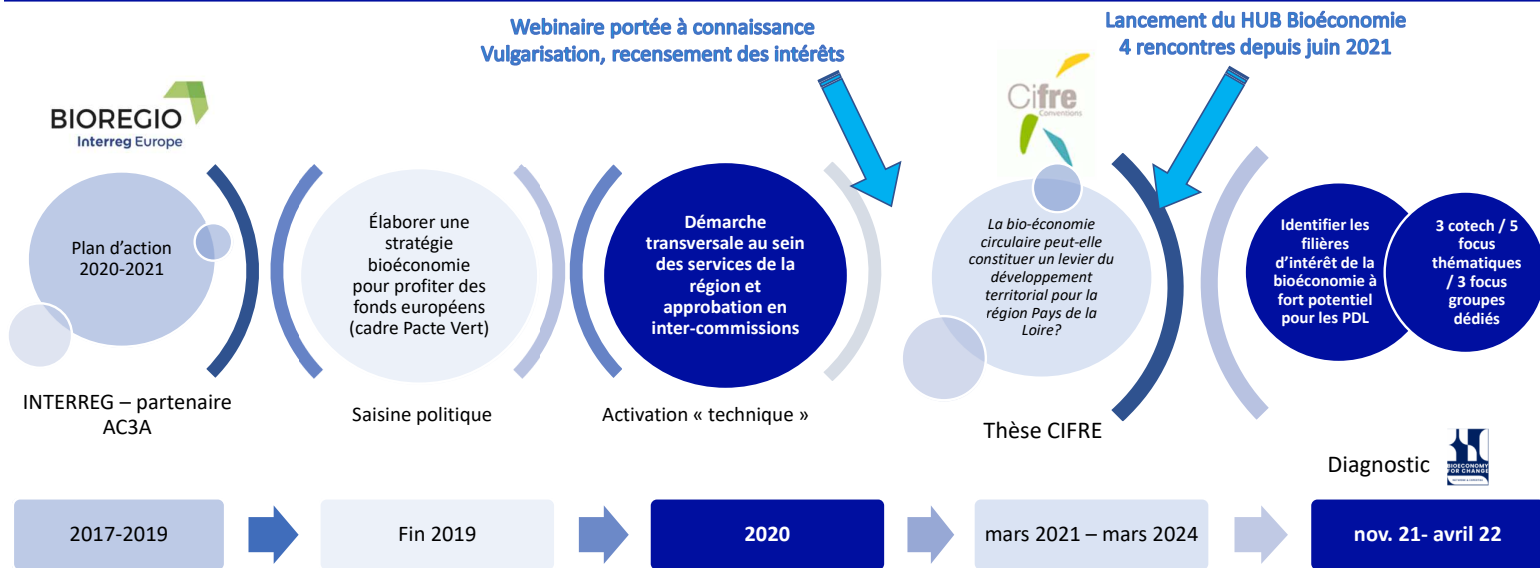 Webinaire portée à connaissance
Vulgarisation, recensement des intérêts
Lancement du HUB Bioéconomie
4 rencontres depuis juin 2021
BIOREGIO
Interreg Europe
Cifre
Conventions
Plan d'action
2020-2021
Élaborer une
stratégie
bioéconomie
pour profiter des
fonds européens
(cadre Pacte Vert)
Démarche
transversale au sein
des services de la
région et
approbation en
inter-commissions
La bio-économie
circulaire peut-elle
constituer un levier du
développement
territorial pour la
région Pays de la
Loire?
Identifier les
filières
d'intérêt de la
bioéconomie à
fort potentiel
pour les PDL
3 cotech / 5
focus
thématiques
/ 3 focus
groupes
dédiés
INTERREG – partenaire
AC3A
Saisine politique
Activation « technique »
Thèse CIFRE
Diagnostic
BIOECONOMY
FOR CHANGE
2017-2019
Fin 2019
2020
mars 2021 – mars 2024
nov. 21- avril 22